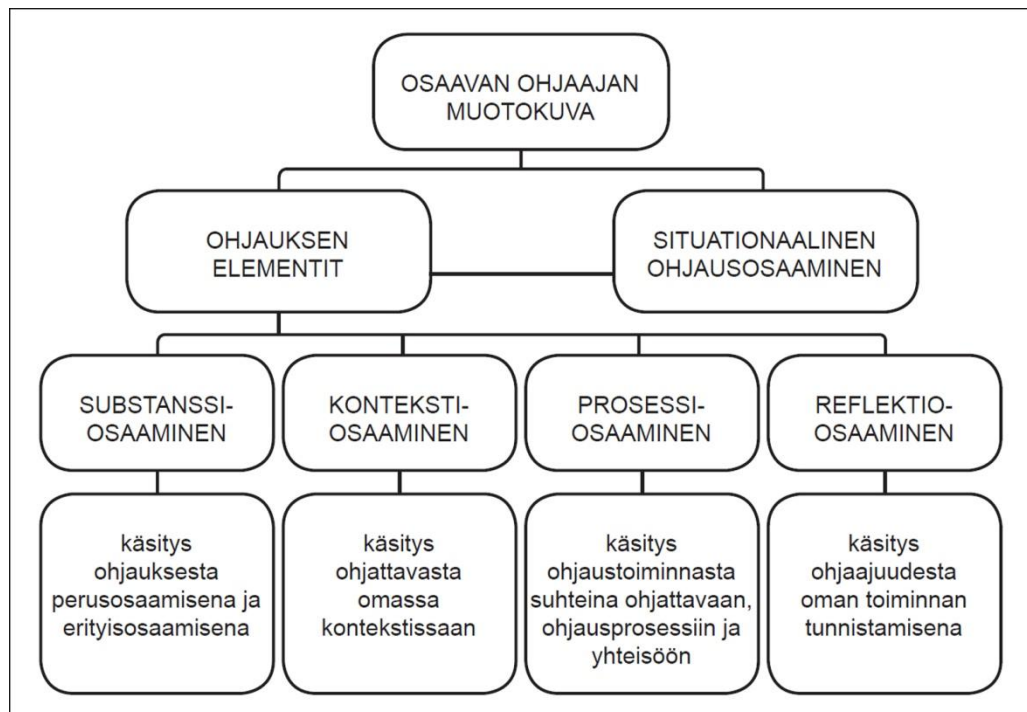 OSAAVAN OHJAAJAN
MUOTOKUVA
OHJAUKSEN
ELEMENTIT
SITUATIONAALINEN
OHJAUSOSAAMINEN
SUBSTANSSI-
OSAAMINEN
KONTEKSTI-
OSAAMINEN
PROSESSI-
OSAAMINEN
REFLEKTIO-
OSAAMINEN
käsitys
ohjauksesta
perusosaamisena ja
erityisosaamisena
käsitys
ohjattavasta
omassa
kontekstissaan
käsitys
ohjaustoiminnasta
suhteina ohjattavaan,
ohjausprosessiin ja
yhteisöön
käsitys
ohjaajuudesta
oman toiminnan
tunnistamisena